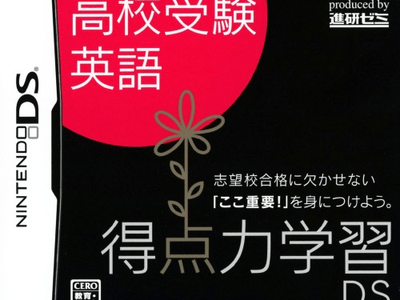 高校受験
英語
produced by
進研ゼミ
NINTENDO DS™
志望校合格に欠かせない
「ここ重要!」を身につけよう。
得点力学習
DS
CERO
教育・